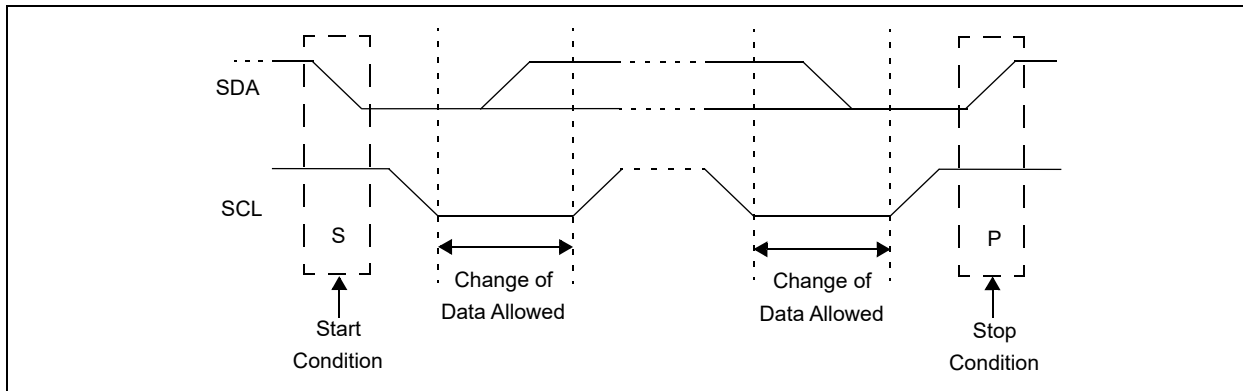 SDA
SCL
S
P
Change of
Data Allowed
Change of
Data Allowed
Start
Condition
Stop
Condition